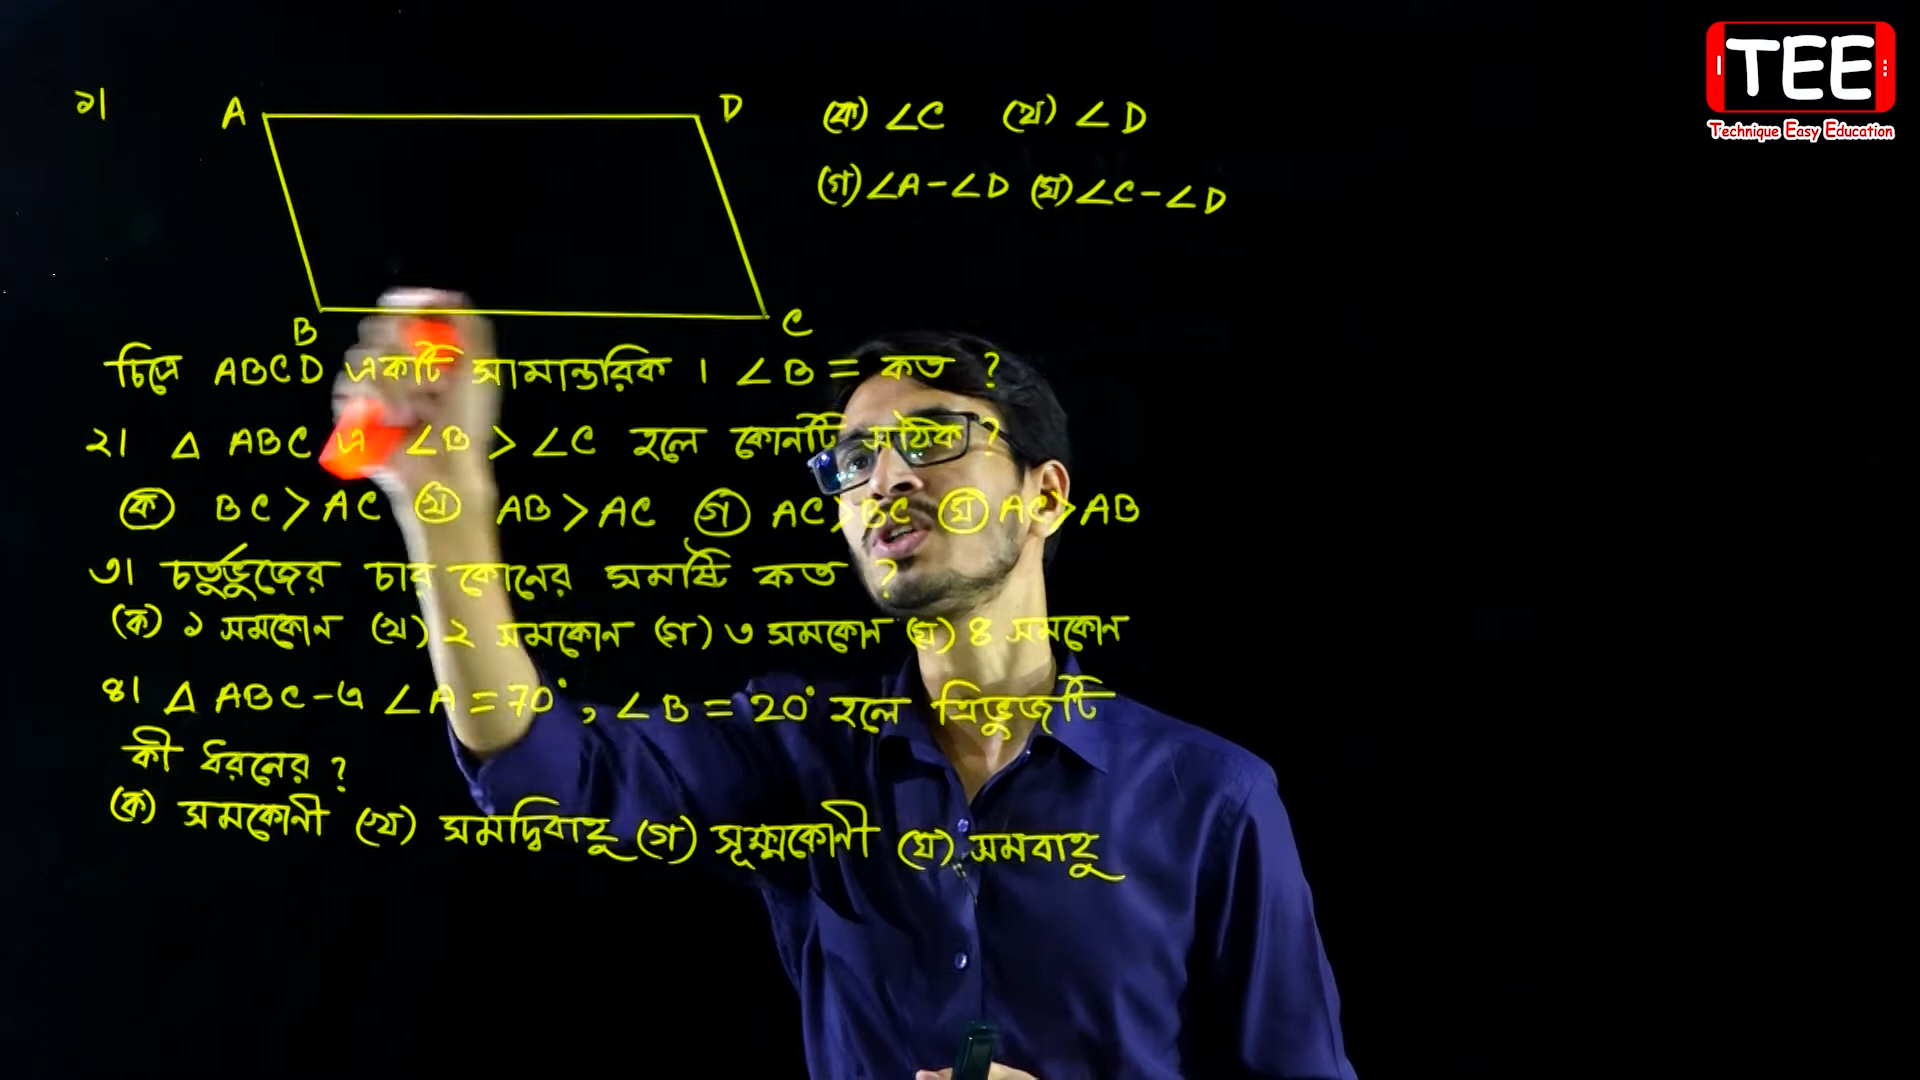 ১।
A D
B C
(ক) ∠C (খ) ∠D
(গ) ∠A-∠D (ঘ) ∠C-∠D
চিত্রে ABCD একটি সামান্তরিক । ∠B = কত ?
২। Δ ABC এ ∠B > ∠C হলে কোনটি সঠিক ?
ক BC > AC খ AB > AC গ AC > BC ঘ AC > AB
৩। চর্তুভুজের চার কোনের সমষ্টি কত ?
(ক) ১ সমকোন (খ) ২ সমকোন (গ) ৩ সমকোন (ঘ) ৪ সমকোন
৪। Δ ABC-এ ∠A = 70°, ∠B = 20° হলে ত্রিভুজটি
কী ধরনের ?
(ক) সমকোনী (খ) সমদ্বিবাহু (গ) সূক্ষ্মকোনী (ঘ) সমবাহু
TEE
Technique Easy Education